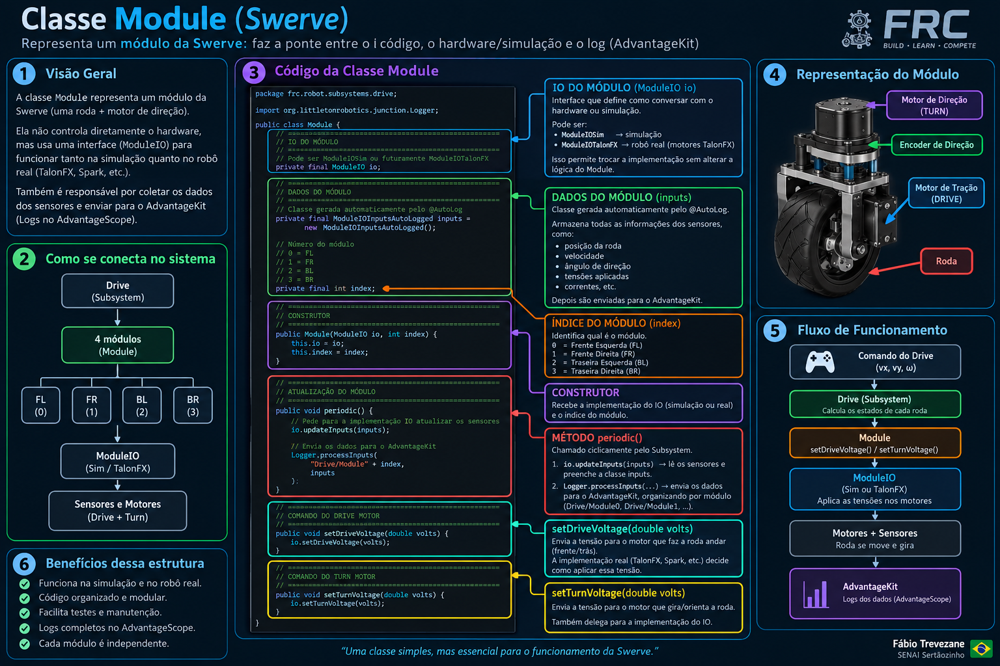 Classe Module (Swerve)
Representa um módulo da Swerve: faz a ponte entre o i código, o hardware/simulação e o log (AdvantageKit)
FRC
BUILD • LEARN • COMPETE
1 Visão Geral
A classe Module representa um módulo da
Swerve (uma roda + motor de direção).
Ela não controla diretamente o hardware,
mas usa uma interface (ModuleIO) para
funcionar tanto na simulação quanto no robô
real (TalonFX, Spark, etc.).
Também é responsável por coletar os dados
dos sensores e enviar para o AdvantageKit
(Logs no AdvantageScope).
2 Como se conecta no sistema
Drive
(Subsystem)
4 módulos
(Module)
FL
(0)
FR
(1)
BL
(2)
BR
(3)
ModuleIO
(Sim / TalonFX)
Sensores e Motores
(Drive + Turn)
6 Benefícios dessa estrutura
Funciona na simulação e no robô real.
Código organizado e modular.
Facilita testes e manutenção.
Logs completos no AdvantageScope.
Cada módulo é independente.
3 Código da Classe Module
package frc.robot.subsystems.drive;
import org.littletonrobotics.junction.Logger;
public class Module {
// ==================================================
// IO DO MÓDULO
// ==================================================
// Pode ser ModuleIOSim ou futuramente ModuleIOTalonFX
private final ModuleIO io;
// ==================================================
// DADOS DO MÓDULO
// ==================================================
// Classe gerada automaticamente pelo @AutoLog
private final ModuleIOInputsAutoLogged inputs =
new ModuleIOInputsAutoLogged();
// Número do módulo
// 0 = FL
// 1 = FR
// 2 = BL
// 3 = BR
private final int index;
// ==================================================
// CONSTRUTOR
// ==================================================
public Module(ModuleIO io, int index) {
this.io = io;
this.index = index;
}
// ==================================================
// ATUALIZAÇÃO DO MÓDULO
// ==================================================
public void periodic() {
// Pede para a implementação IO atualizar os sensores
io.updateInputs(inputs);
// Envia os dados para o AdvantageKit
Logger.processInputs(
"Drive/Module" + index,
inputs
);
}
// ==================================================
// COMANDO DO DRIVE MOTOR
// ==================================================
public void setDriveVoltage(double volts) {
io.setDriveVoltage(volts);
}
// ==================================================
// COMANDO DO TURN MOTOR
// ==================================================
public void setTurnVoltage(double volts) {
io.setTurnVoltage(volts);
}
}
IO DO MÓDULO (ModuleIO io)
Interface que define como conversar com o
hardware ou simulação.
Pode ser:
• ModuleIOSim → simulação
• ModuleIOTalonFX → robô real (motores TalonFX)
Isso permite trocar a implementação sem alterar a
lógica do Module.
DADOS DO MÓDULO (inputs)
Classe gerada automaticamente pelo @AutoLog.
Armazena todas as informações dos sensores,
como:
• posição da roda
• velocidade
• ângulo de direção
• tensões aplicadas
• correntes, etc.
Depois são enviadas para o AdvantageKit.
ÍNDICE DO MÓDULO (index)
Identifica qual é o módulo.
0 = Frente Esquerda (FL)
1 = Frente Direita (FR)
2 = Traseira Esquerda (BL)
3 = Traseira Direita (BR)
CONSTRUTOR
Recebe a implementação do IO (simulação ou real)
e o índice do módulo.
MÉTODO periodic()
Chamado ciclicamente pelo Subsystem.
1. io.updateInputs(inputs) → lê os sensores e
preenche a classe inputs.
2. Logger.processInputs(...) → envia os dados
para o AdvantageKit, organizando por módulo
(Drive/Module0, Drive/Module1, ...).
setDriveVoltage(double volts)
Envia a tensão para o motor que faz a roda andar
(frente/trás).
A implementação real (TalonFX, Spark, etc.) decide
como aplicar essa tensão.
setTurnVoltage(double volts)
Envia a tensão para o motor que gira/orienta a roda.
Também delega para a implementação do IO.
"Uma classe simples, mas essencial para o funcionamento da Swerve."
4 Representação do Módulo
Motor de Direção
(TURN)
Encoder de Direção
Motor de Tração
(DRIVE)
Roda
5 Fluxo de Funcionamento
Comando do Drive
(vx, vy, ω)
Drive (Subsystem)
Calcula os estados de cada roda
Module
setDriveVoltage() / setTurnVoltage()
ModuleIO
(Sim ou TalonFX)
Aplica as tensões nos motores
Motores + Sensores
Roda se move e gira
AdvantageKit
Logs dos dados (AdvantageScope)
Fábio Trevezane
SENAI Sertãozinho